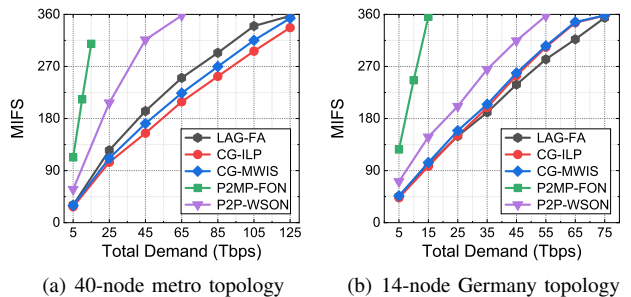 360
270
180
90
0
MIFS
5 25 45 65 85 105 125
Total Demand (Tbps)
LAG-FA
CG-ILP
CG-MWIS
P2MP-FON
P2P-WSON
(a) 40-node metro topology
360
270
180
90
0
MIFS
5 15 25 35 45 55 65 75
Total Demand (Tbps)
LAG-FA
CG-ILP
CG-MWIS
P2MP-FON
P2P-WSON
(b) 14-node Germany topology